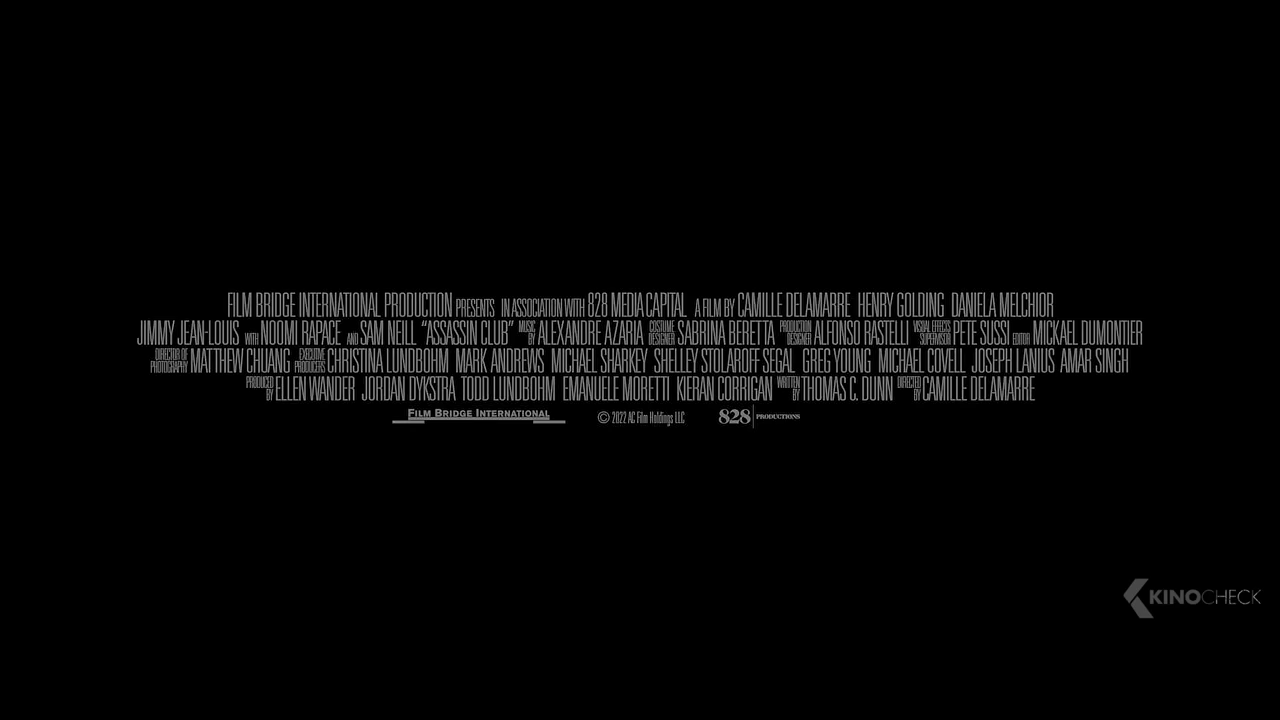 FILM BRIDGE INTERNATIONAL PRODUCTION PRESENTS IN ASSOCIATION WITH 828 MEDIA CAPITAL A FILM BY CAMILLE DELAMARRE HENRY GOLDING DANIELA MELCHIOR
JIMMY JEAN-LOUIS WITH NOOMI RAPACE AND SAM NEILL "ASSASSIN CLUB" MUSIC BY ALEXANDRE AZARIA COSTUME DESIGNER SABRINA BERETTA PRODUCTION DESIGNER ALFONSO RASTELLI VISUAL EFFECTS SUPERVISOR PETE SUSSI EDITOR MICKAEL DUMONTIER
DIRECTOR OF PHOTOGRAPHY MATTHEW CHUANG EXECUTIVE PRODUCERS CHRISTINA LUNDBOHM MARK ANDREWS MICHAEL SHARKEY SHELLEY STOLAROFF SEGAL GREG YOUNG MICHAEL COVELL JOSEPH LANIUS AMAR SINGH
PRODUCED BY ELLEN WANDER JORDAN DYKSTRA TODD LUNDBOHM EMANUELE MORETTI KIERAN CORRIGAN WRITTEN BY THOMAS C. DUNN DIRECTED BY CAMILLE DELAMARRE
FILM BRIDGE INTERNATIONAL © 2022 AC Film Holdings LLC 828 PRODUCTIONS
KINOCHECK